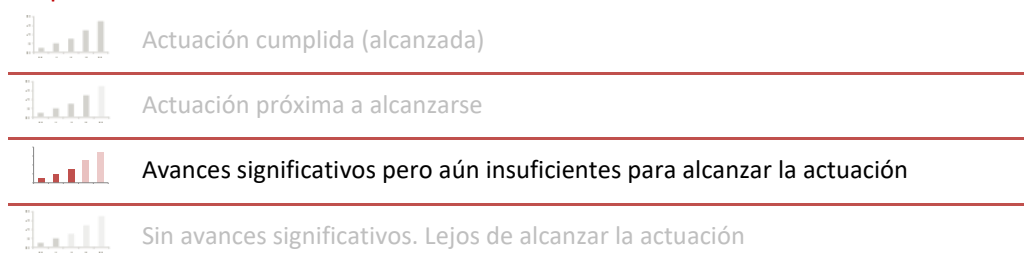 Actuación cumplida (alcanzada)
Actuación próxima a alcanzarse
Avances significativos pero aún insuficientes para alcanzar la actuación
Sin avances significativos. Lejos de alcanzar la actuación